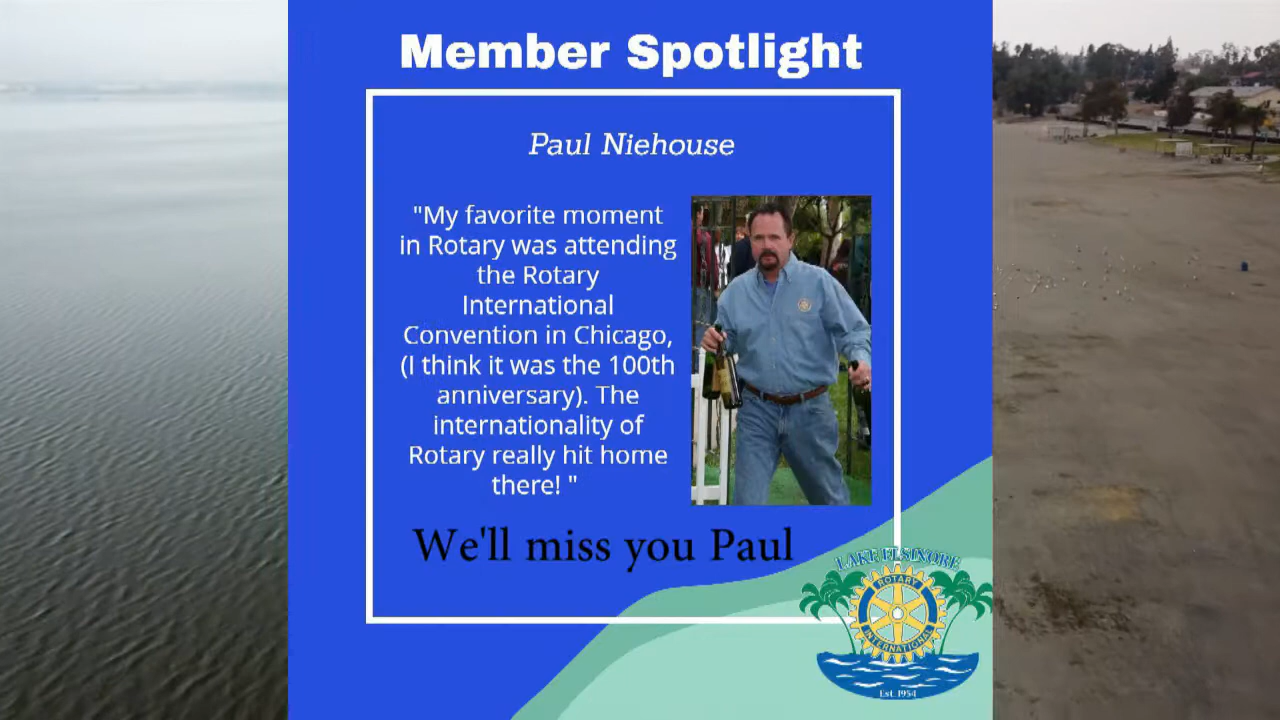 Member Spotlight
Paul Niehouse
"My favorite moment
in Rotary was attending
the Rotary
International
Convention in Chicago,
(I think it was the 100th
anniversary). The
internationality of
Rotary really hit home
there! "
We'll miss you Paul
LAKE ELSINORE
ROTARY
INTERNATIONAL
Est. 1954